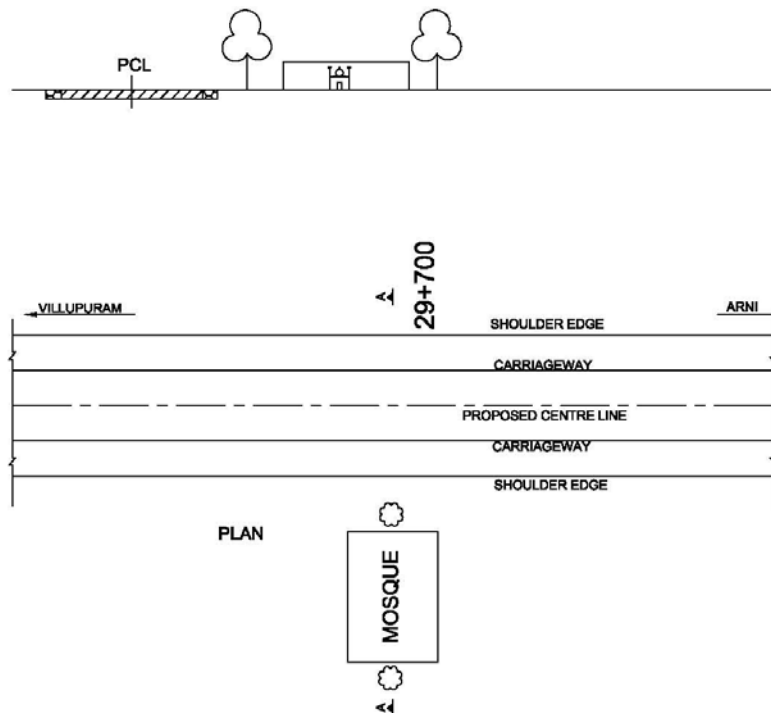 PCL
A
29+700
VILLUPURAM
ARNI
SHOULDER EDGE
CARRIAGEWAY
PROPOSED CENTRE LINE
CARRIAGEWAY
SHOULDER EDGE
PLAN
MOSQUE
A